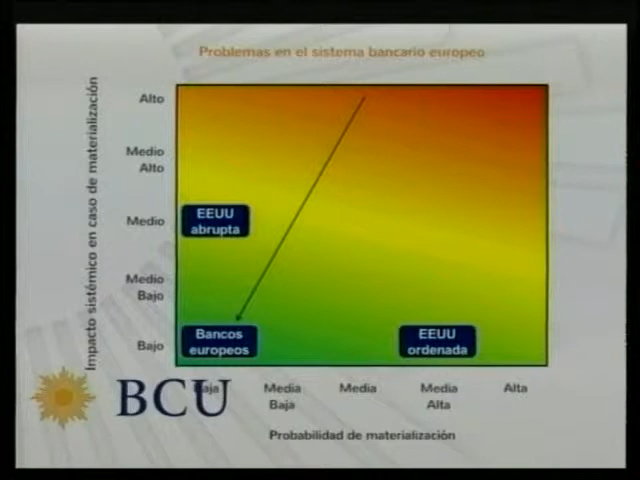 Problemas en el sistema bancario europeo
Impacto sistémico en caso de materialización
Alto
Medio
Alto
Medio
Medio
Bajo
Bajo
EEUU
abrupta
Bancos
europeos
EEUU
ordenada
Baja
Media
Baja
Media
Media
Alta
Alta
Probabilidad de materialización
BCU